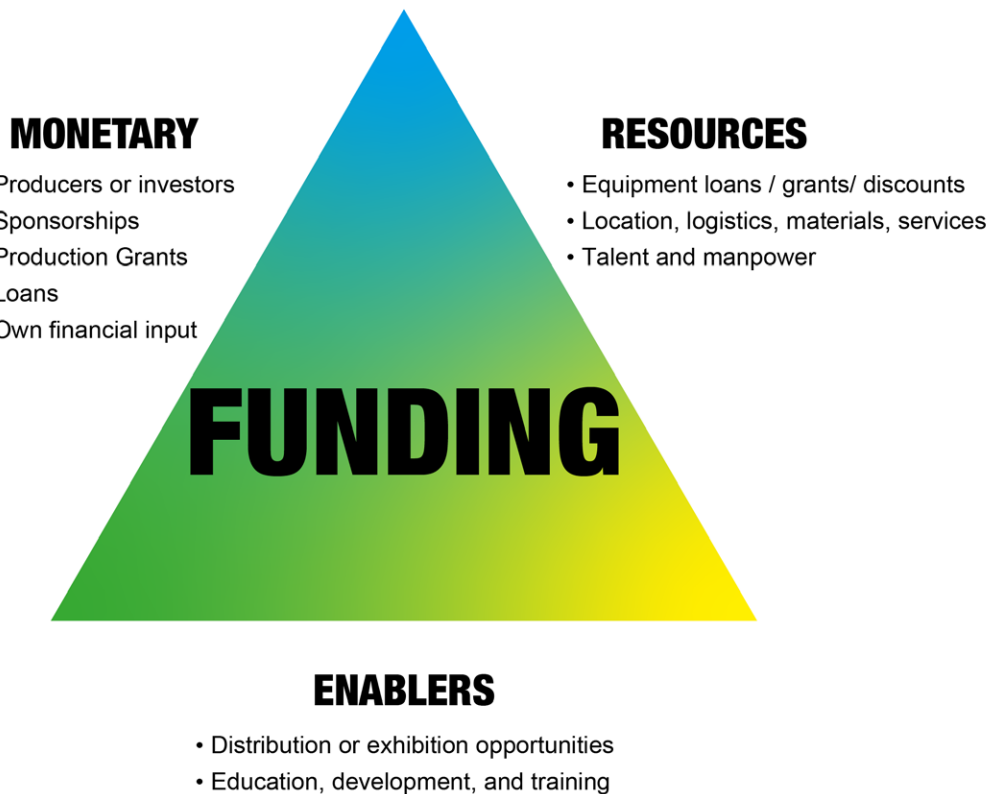 MONETARY
Producers or investors
Sponsorships
Production Grants
Loans
Own financial input
RESOURCES
• Equipment loans / grants/ discounts
• Location, logistics, materials, services
• Talent and manpower
FUNDING
ENABLERS
• Distribution or exhibition opportunities
• Education, development, and training